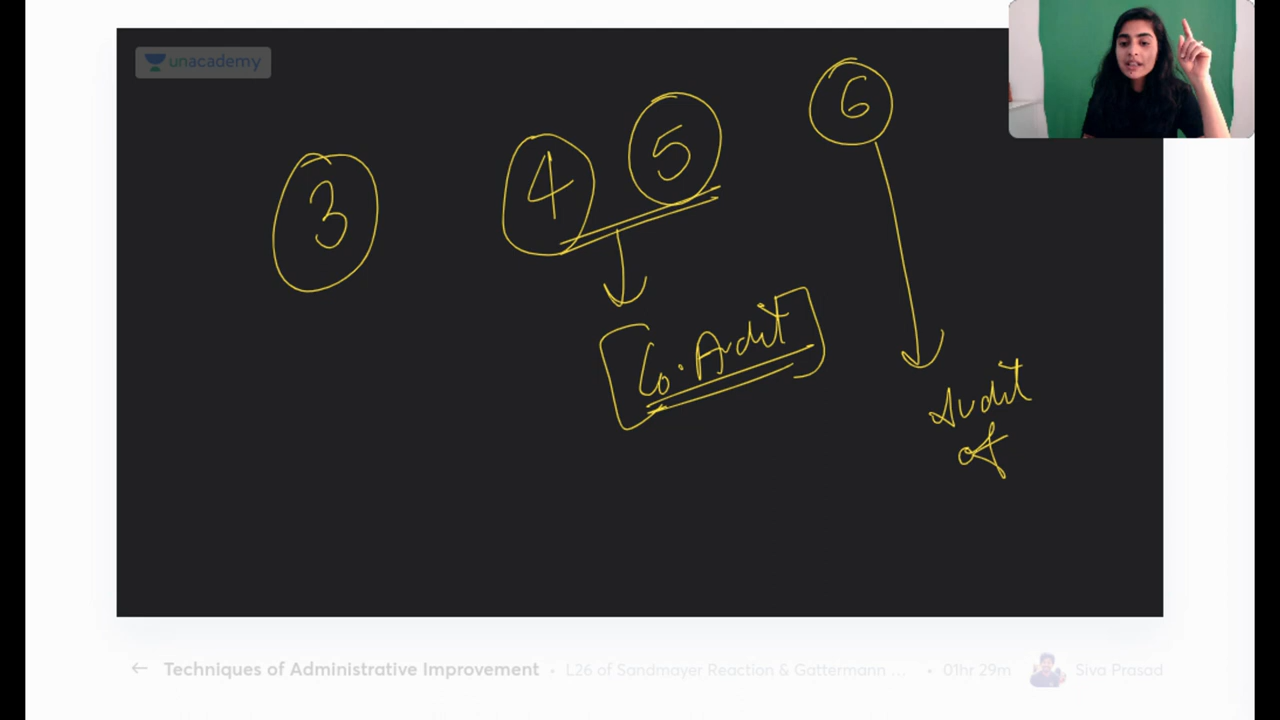 unacademy
3
4
5
6
Co. Audit
Audit
of
Techniques of Administrative Improvement • L26 of Sandmayer Reaction & Gattermann ... • 01hr 29m Siva Prasad